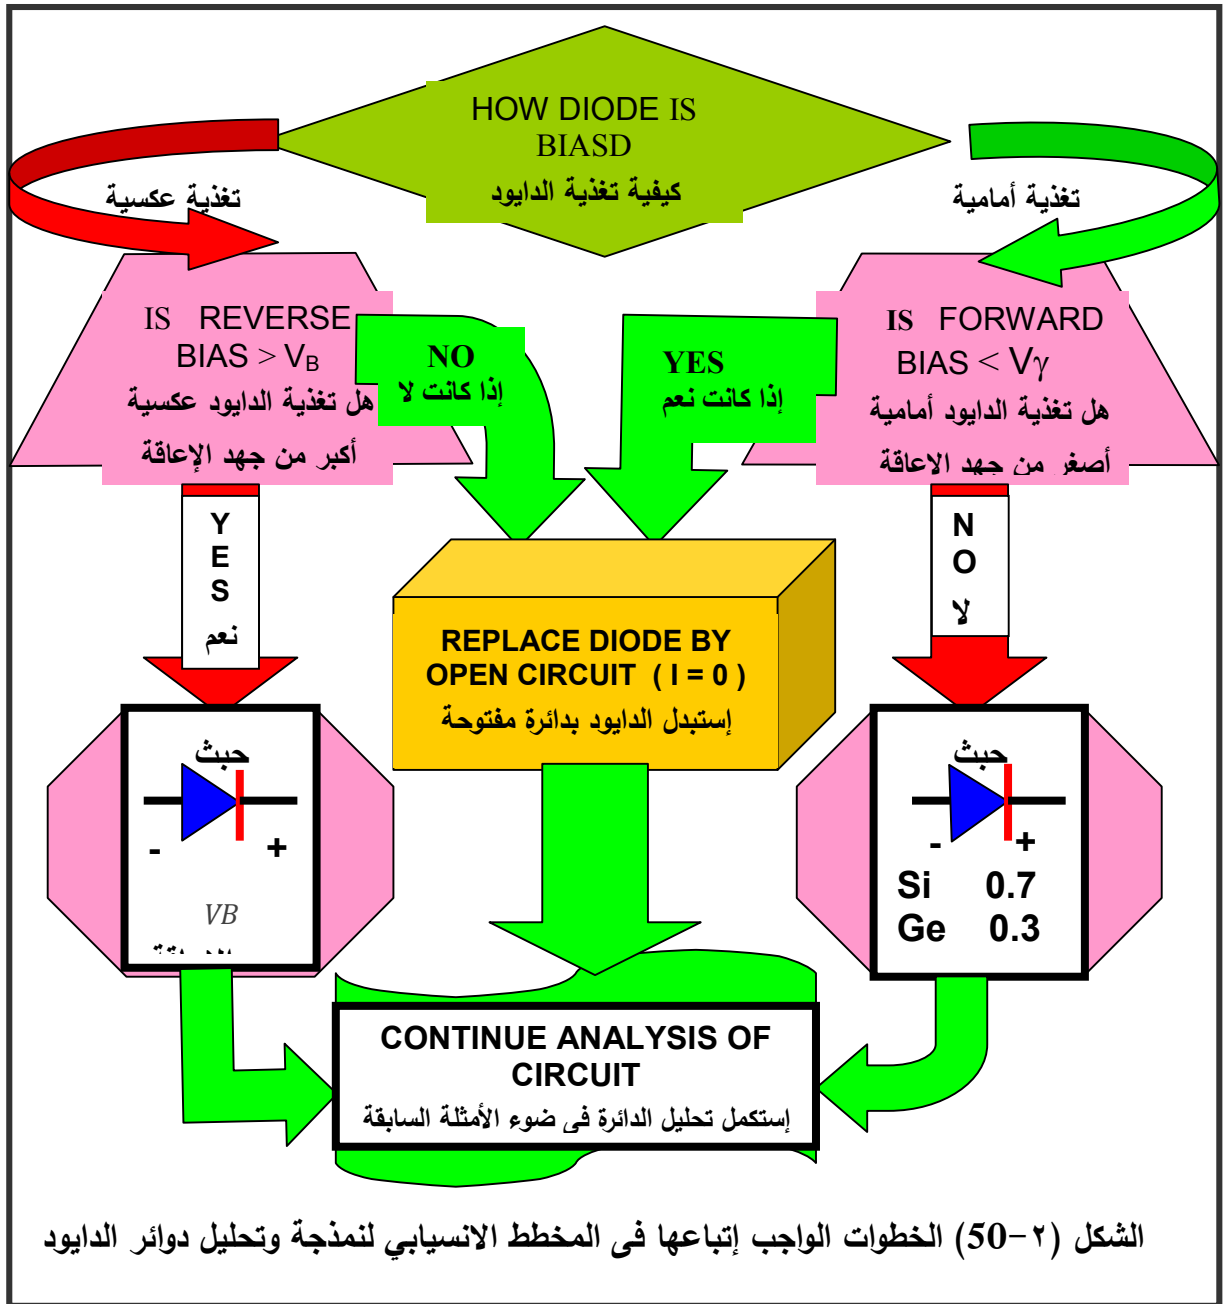 HOW DIODE IS
BIASD
كيفية تغذية الدايود
تغذية عكسية
تغذية أمامية
IS REVERSE
BIAS > VB
هل تغذية الدايود عكسية
أكبر من جهد الإعاقة
NO
إذا كانت لا
YES
إذا كانت نعم
IS FORWARD
BIAS < Vγ
هل تغذية الدايود أمامية
أصغر من جهد الاعاقة
Y
E
S
نعم
N
O
لا
REPLACE DIODE BY
OPEN CIRCUIT ( I = 0 )
إستبدل الدايود بدائرة مفتوحة
حيث
- +
VB
حيث
- +
Si 0.7
Ge 0.3
CONTINUE ANALYSIS OF
CIRCUIT
إستكمل تحليل الدائرة فى ضوء الأمثلة السابقة
الشكل (٢-50) الخطوات الواجب إتباعها فى المخطط الانسيابي لنمذجة وتحليل دوائر الدايود